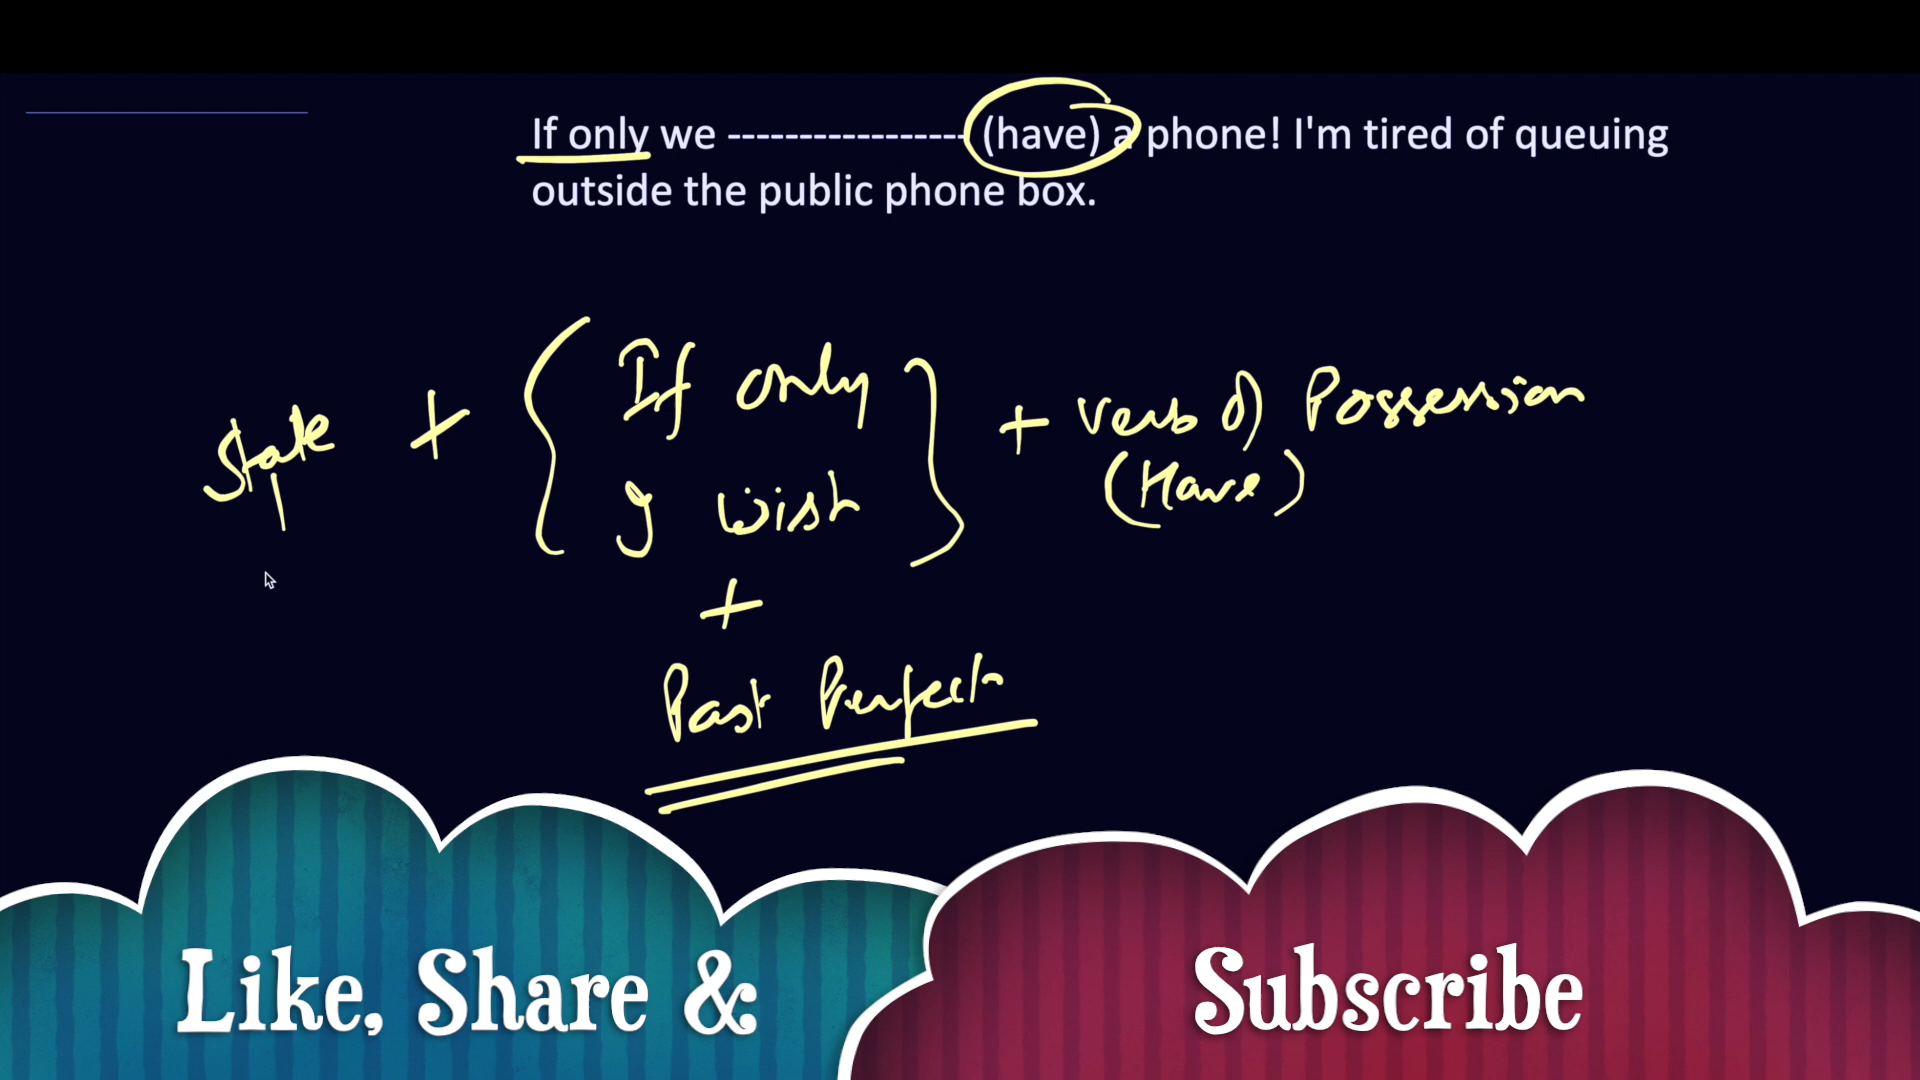 If only we ----------------- (have) a phone! I'm tired of queuing
outside the public phone box.
State + { If only } + verb of Possession
I wish (Have)
+
Past Perfect
Like, Share & Subscribe